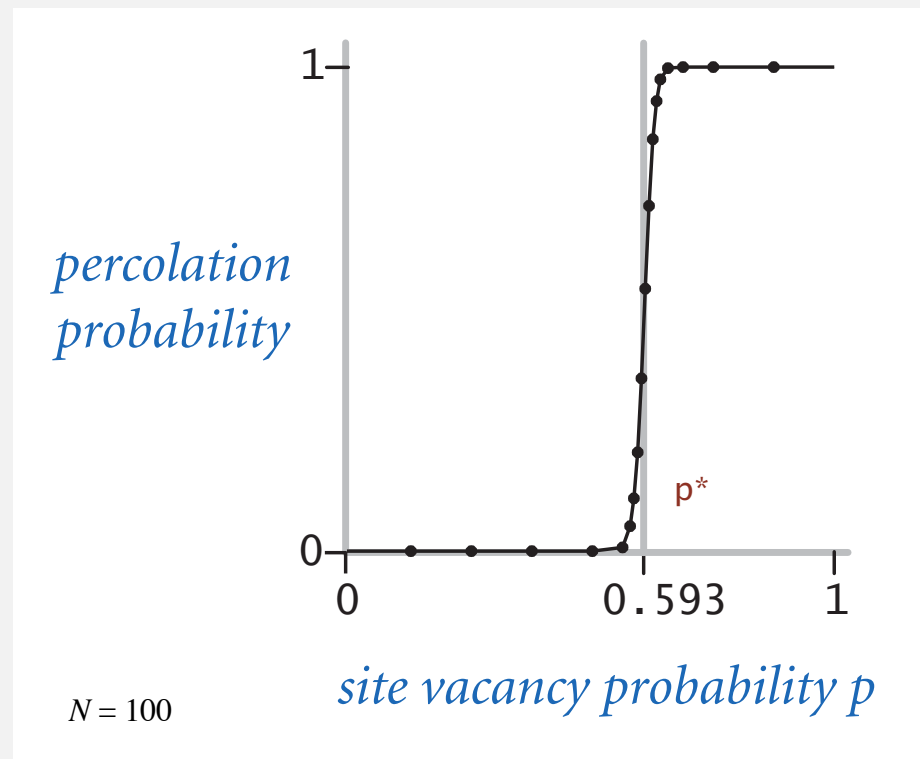 1
percolation
probability
p*
0
0
0.593
1
site vacancy probability p
N = 100